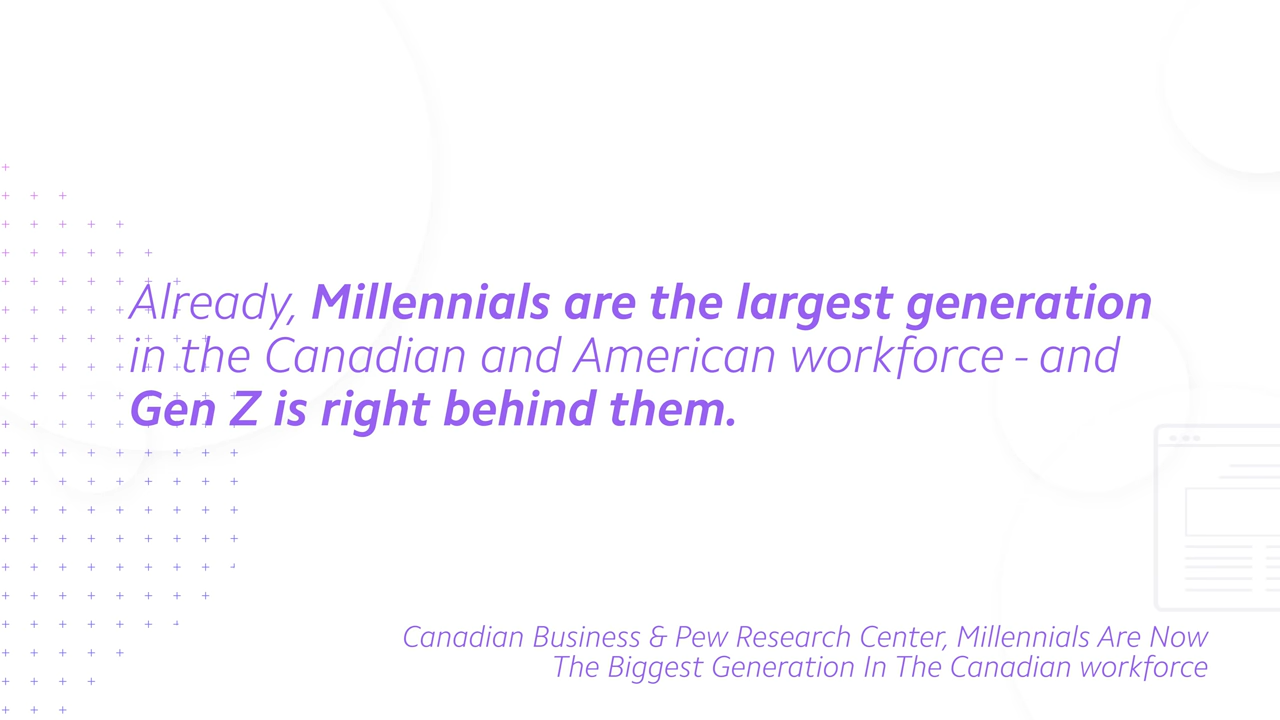 Already, Millennials are the largest generation
in the Canadian and American workforce - and
Gen Z is right behind them.
Canadian Business & Pew Research Center, Millennials Are Now
The Biggest Generation In The Canadian workforce